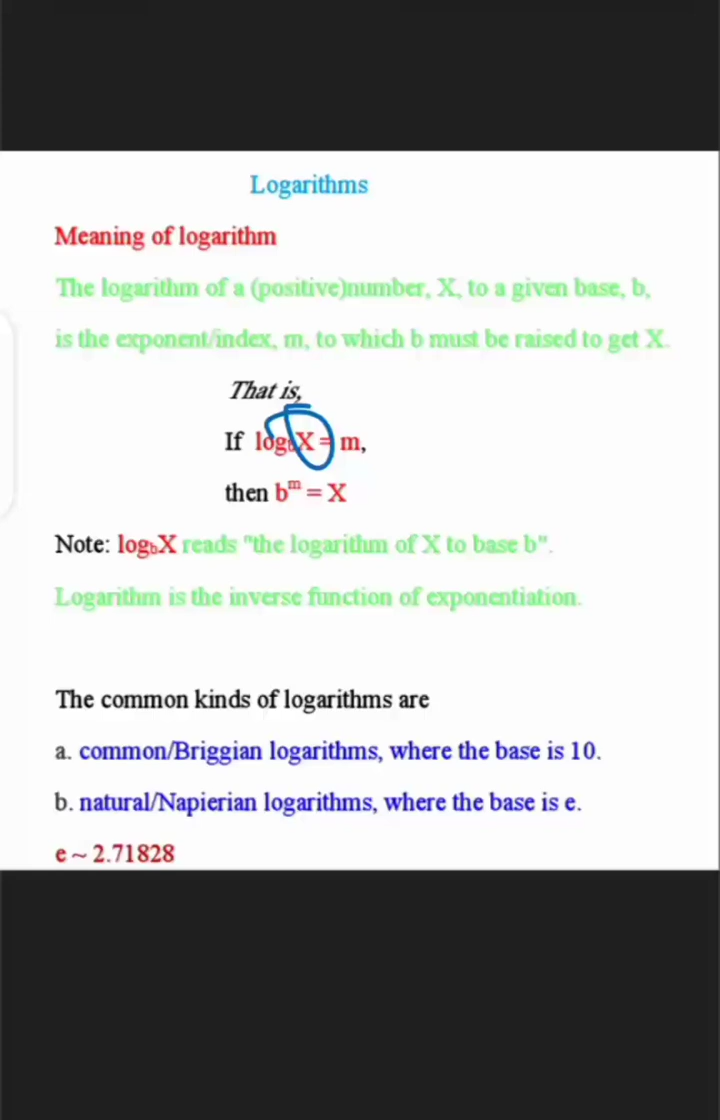 Logarithms
Meaning of logarithm
The logarithm of a (positive)number, X, to a given base, b,
is the exponent/index, m, to which b must be raised to get X.
That is,
If log_b X = m,
then b^m = X
Note: log_b X reads "the logarithm of X to base b".
Logarithm is the inverse function of exponentiation.
The common kinds of logarithms are
a. common/Briggian logarithms, where the base is 10.
b. natural/Napierian logarithms, where the base is e.
e ~ 2.71828